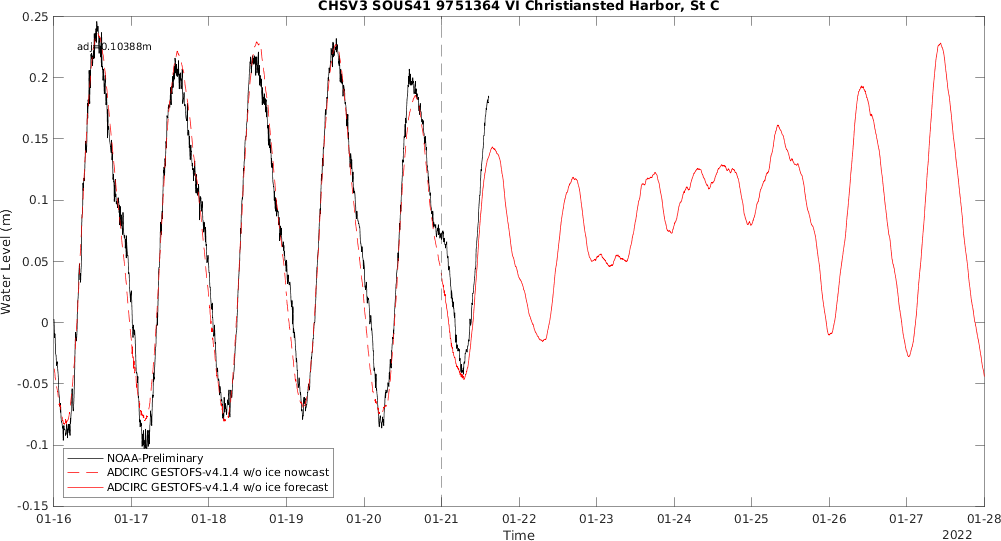 CHSV3 SOUS41 9751364 VI Christiansted Harbor, St C
adj=0.10388m
Water Level (m)
0.25
0.2
0.15
0.1
0.05
0
-0.05
-0.1
-0.15
NOAA-Preliminary
ADCIRC GESTOFS-v4.1.4 w/o ice nowcast
ADCIRC GESTOFS-v4.1.4 w/o ice forecast
01-16 01-17 01-18 01-19 01-20 01-21 01-22 01-23 01-24 01-25 01-26 01-27 01-28
Time
2022